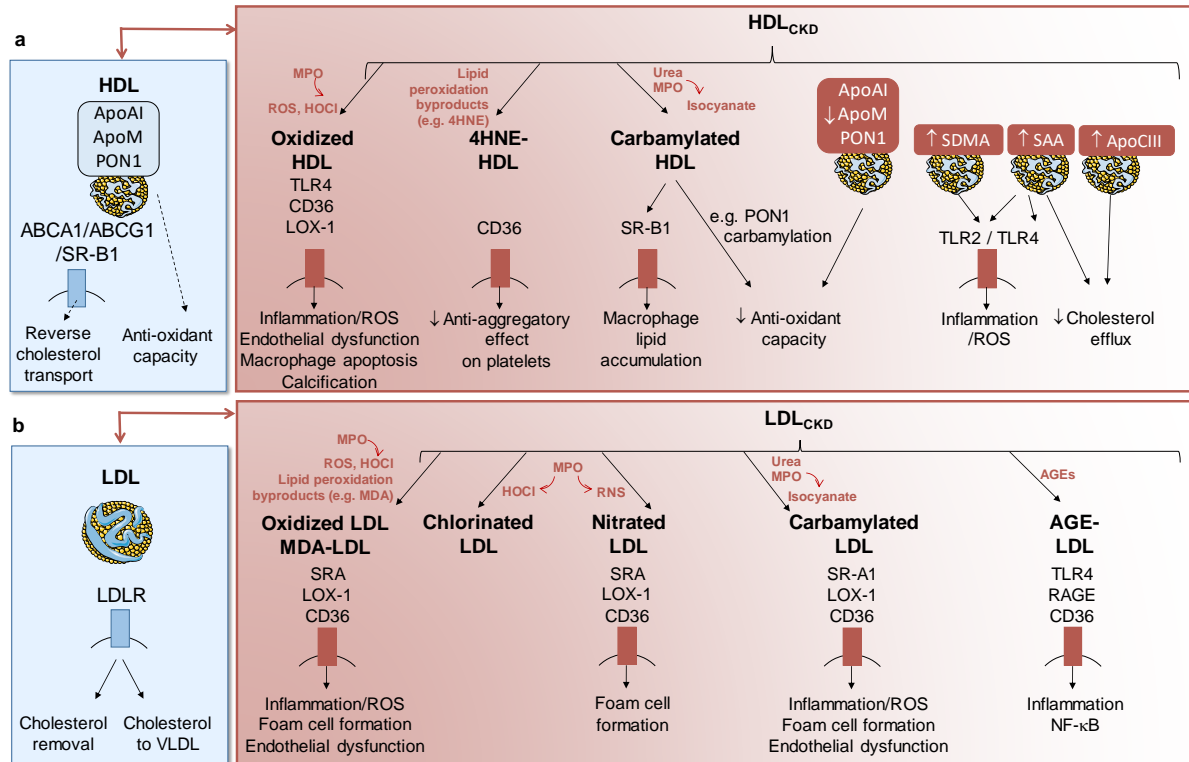 a
HDL
ApoAI
ApoM
PON1
ABCA1/ABCG1
/SR-B1
Reverse
cholesterol
transport
Anti-oxidant
capacity
HDLCKD
MPO
ROS, HOCl
Oxidized
HDL
TLR4
CD36
LOX-1
Inflammation/ROS
Endothelial dysfunction
Macrophage apoptosis
Calcification
Lipid
peroxidation
byproducts
(e.g. 4HNE)
4HNE-
HDL
CD36
↓ Anti-aggregatory
effect
on platelets
Urea
MPO
Isocyanate
Carbamylated
HDL
SR-B1
Macrophage
lipid
accumulation
e.g. PON1
carbamylation
↓ Anti-oxidant
capacity
ApoAI
↓ ApoM
PON1
↑ SDMA
↑ SAA
↑ ApoCIII
TLR2 / TLR4
Inflammation
/ROS
↓ Cholesterol
efflux
b
LDL
LDLR
Cholesterol
removal
Cholesterol
to VLDL
LDLCKD
MPO
ROS, HOCl
Lipid peroxidation
byproducts (e.g. MDA)
Oxidized LDL
MDA-LDL
SRA
LOX-1
CD36
Inflammation/ROS
Foam cell formation
Endothelial dysfunction
MPO
HOCl
RNS
Chlorinated
LDL
Nitrated
LDL
SRA
LOX-1
CD36
Foam cell
formation
Urea
MPO
Isocyanate
Carbamylated
LDL
SR-A1
LOX-1
CD36
Inflammation/ROS
Foam cell formation
Endothelial dysfunction
AGEs
AGE-
LDL
TLR4
RAGE
CD36
Inflammation
NF-κB